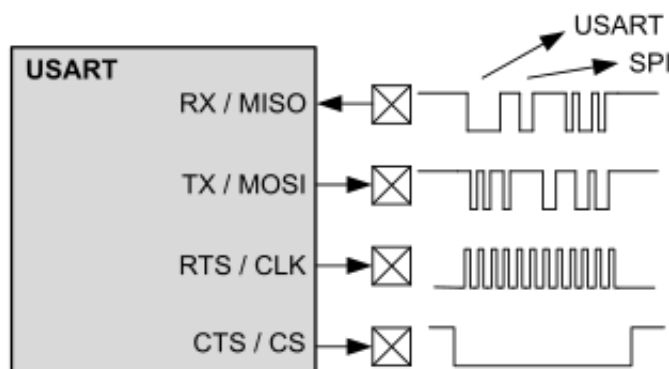 USART
SPI
USART
RX / MISO
TX / MOSI
RTS / CLK
CTS / CS